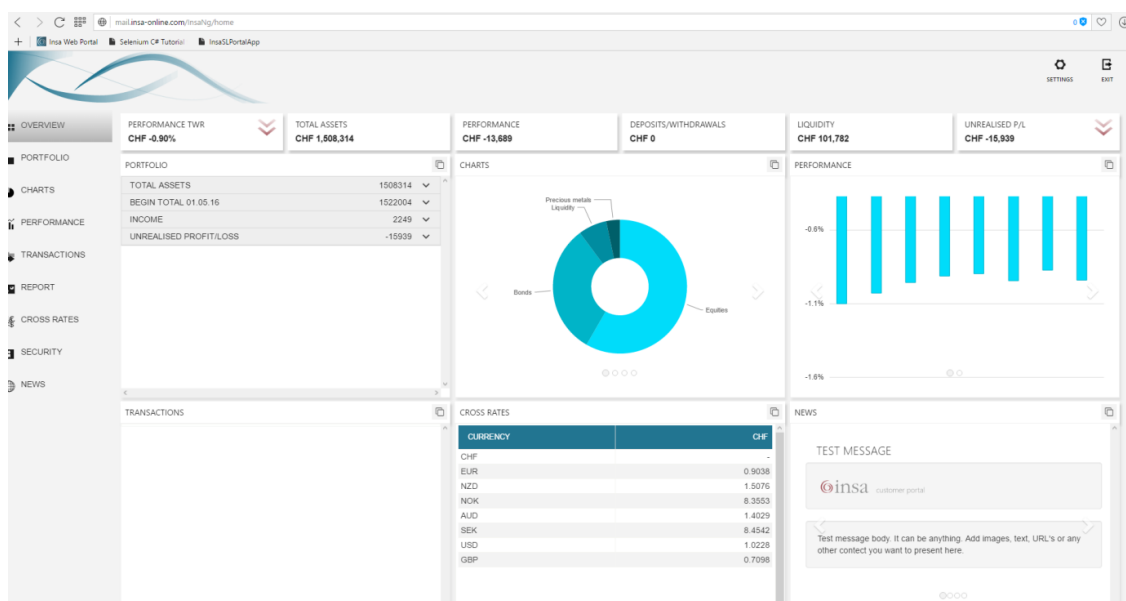 mail.insa-online.com/InsaNg/home
0
Insa Web Portal
Selenium C# Tutorial
InsaSLPortalApp
SETTINGS
EXIT
OVERVIEW
PORTFOLIO
CHARTS
PERFORMANCE
TRANSACTIONS
REPORT
CROSS RATES
SECURITY
NEWS
PERFORMANCE TWR
CHF -0.90%
TOTAL ASSETS
CHF 1,508,314
PERFORMANCE
CHF -13,689
DEPOSITS/WITHDRAWALS
CHF 0
LIQUIDITY
CHF 101,782
UNREALISED P/L
CHF -15,939
PORTFOLIO
TOTAL ASSETS 1508314
BEGIN TOTAL 01.05.16 1522004
INCOME 2249
UNREALISED PROFIT/LOSS -15939
CHARTS
Precious metals
Liquidity
Bonds
Equities
PERFORMANCE
-0.6%
-1.1%
-1.6%
TRANSACTIONS
CROSS RATES
CURRENCY CHF
CHF -
EUR 0.9038
NZD 1.5076
NOK 8.3553
AUD 1.4029
SEK 8.4542
USD 1.0228
GBP 0.7098
NEWS
TEST MESSAGE
insa customer portal
Test message body. It can be anything. Add images, text, URL's or any
other contect you want to present here.